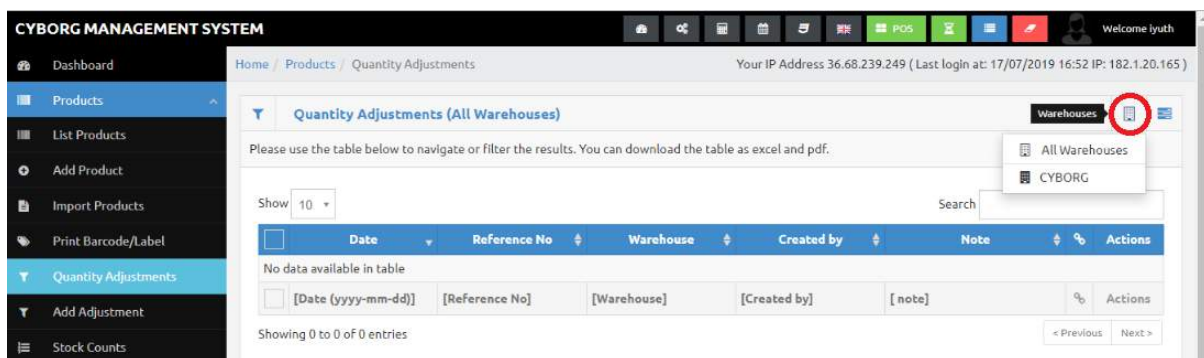 CYBORG MANAGEMENT SYSTEM
POS
Welcome iyuth
Dashboard
Products
List Products
Add Product
Import Products
Print Barcode/Label
Quantity Adjustments
Add Adjustment
Stock Counts
Home / Products / Quantity Adjustments
Your IP Address 36.68.239.249 ( Last login at: 17/07/2019 16:52 IP: 182.1.20.165 )
Quantity Adjustments (All Warehouses)
Warehouses
All Warehouses
CYBORG
Please use the table below to navigate or filter the results. You can download the table as excel and pdf.
Show 10
Search
Date Reference No Warehouse Created by Note Actions
No data available in table
[Date (yyyy-mm-dd)] [Reference No] [Warehouse] [Created by] [ note] Actions
Showing 0 to 0 of 0 entries
< Previous Next >